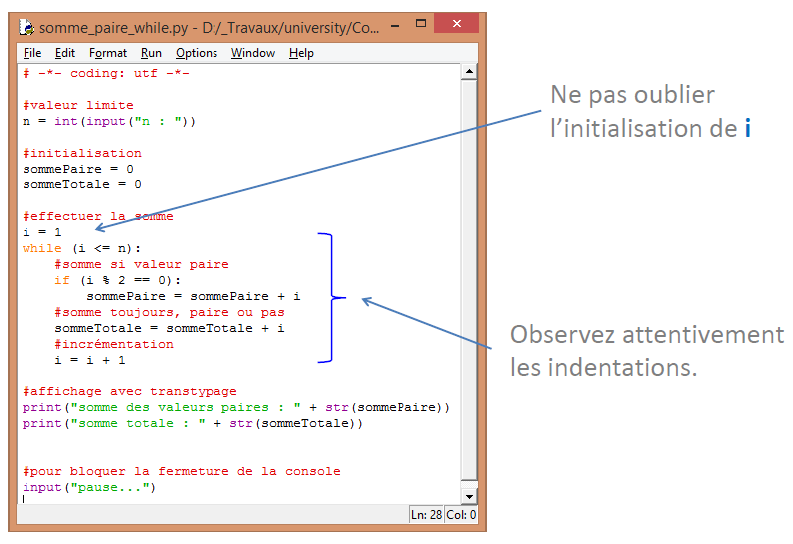 somme_paire_while.py - D:/_Travaux/university/Co...
File Edit Format Run Options Window Help
# -*- coding: utf -*-
#valeur limite
n = int(input("n : "))
#initialisation
sommePaire = 0
sommeTotale = 0
#effectuer la somme
i = 1
while (i <= n):
#somme si valeur paire
if (i % 2 == 0):
sommePaire = sommePaire + i
#somme toujours, paire ou pas
sommeTotale = sommeTotale + i
#incrémentation
i = i + 1
#affichage avec transtypage
print("somme des valeurs paires : " + str(sommePaire))
print("somme totale : " + str(sommeTotale))
#pour bloquer la fermeture de la console
input("pause...")
Ln: 28 Col: 0
Ne pas oublier
l’initialisation de i
Observez attentivement
les indentations.